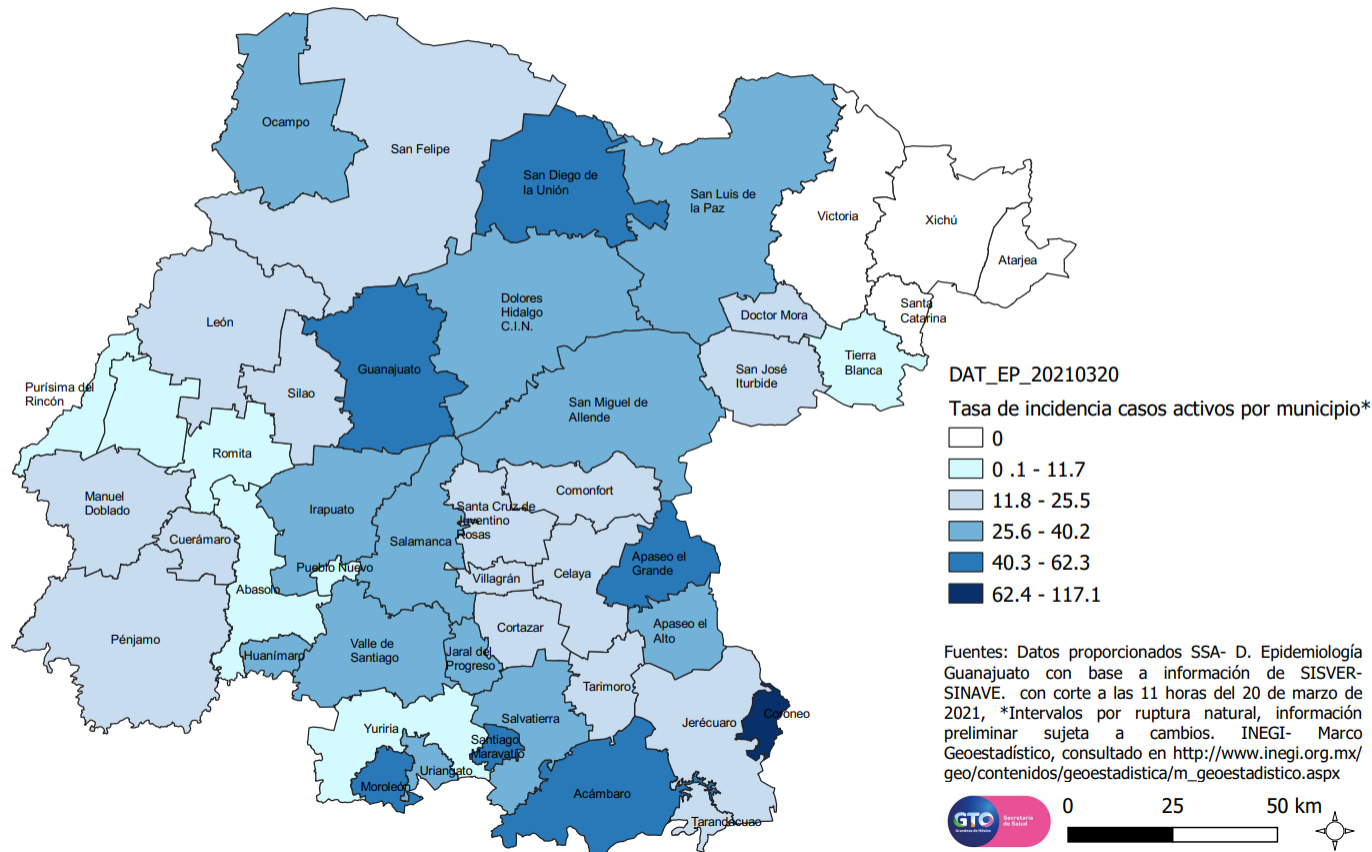 Ocampo
San Felipe
San Diego de
la Unión
San Luis de
la Paz
Victoria
Xichú
Atarjea
Santa
Catarina
Doctor Mora
Tierra
Blanca
San José
Iturbide
Dolores
Hidalgo
C.I.N.
León
Guanajuato
Silao
San Miguel de
Allende
Purísima del
Rincón
Romita
Manuel
Doblado
Cuerámaro
Irapuato
Salamanca
Santa Cruz de
Juventino
Rosas
Comonfort
Pueblo Nuevo
Abasolo
Villagrán
Celaya
Apaseo el
Grande
Pénjamo
Huanímaro
Valle de
Santiago
Jaral del
Progreso
Cortazar
Apaseo el
Alto
Tarimoro
Jerécuaro
Coroneo
Yuriria
Salvatierra
Santiago
Maravatío
Uriangato
Moroleón
Acámbaro
Tarandacuao
DAT_EP_20210320
Tasa de incidencia casos activos por municipio*
0
0 .1 - 11.7
11.8 - 25.5
25.6 - 40.2
40.3 - 62.3
62.4 - 117.1
Fuentes: Datos proporcionados SSA- D. Epidemiología
Guanajuato con base a información de SISVER-
SINAVE. con corte a las 11 horas del 20 de marzo de
2021, *Intervalos por ruptura natural, información
preliminar sujeta a cambios. INEGI- Marco
Geoestadístico, consultado en http://www.inegi.org.mx/
geo/contenidos/geoestadistica/m_geoestadistico.aspx
GTO
Grandeza de México
Secretaría
de Salud
0 25 50 km